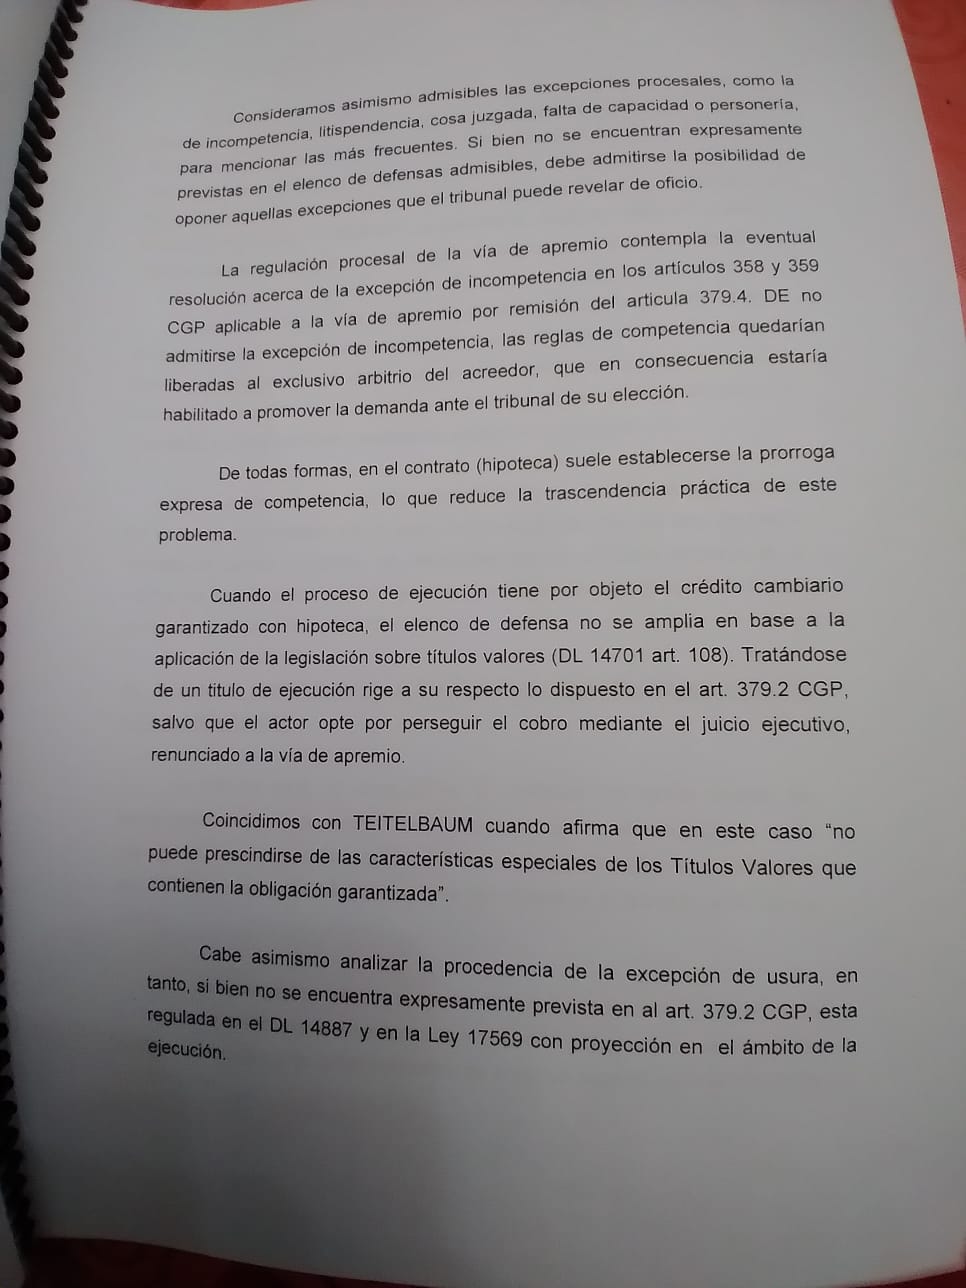 Consideramos asimismo admisibles las excepciones procesales, como la
de incompetencia, litispendencia, cosa juzgada, falta de capacidad o personería,
para mencionar las más frecuentes. Si bien no se encuentran expresamente
previstas en el elenco de defensas admisibles, debe admitirse la posibilidad de
oponer aquellas excepciones que el tribunal puede revelar de oficio.
La regulación procesal de la vía de apremio contempla la eventual
resolución acerca de la excepción de incompetencia en los artículos 358 y 359
CGP aplicable a la vía de apremio por remisión del articula 379.4. DE no
admitirse la excepción de incompetencia, las reglas de competencia quedarían
liberadas al exclusivo arbitrio del acreedor, que en consecuencia estaría
habilitado a promover la demanda ante el tribunal de su elección.
De todas formas, en el contrato (hipoteca) suele establecerse la prorroga
expresa de competencia, lo que reduce la trascendencia práctica de este
problema.
Cuando el proceso de ejecución tiene por objeto el crédito cambiario
garantizado con hipoteca, el elenco de defensa no se amplia en base a la
aplicación de la legislación sobre títulos valores (DL 14701 art. 108). Tratándose
de un titulo de ejecución rige a su respecto lo dispuesto en el art. 379.2 CGP,
salvo que el actor opte por perseguir el cobro mediante el juicio ejecutivo,
renunciado a la vía de apremio.
Coincidimos con TEITELBAUM cuando afirma que en este caso “no
puede prescindirse de las características especiales de los Títulos Valores que
contienen la obligación garantizada”.
Cabe asimismo analizar la procedencia de la excepción de usura, en
tanto, si bien no se encuentra expresamente prevista en al art. 379.2 CGP, esta
regulada en el DL 14887 y en la Ley 17569 con proyección en el ámbito de la
ejecución.